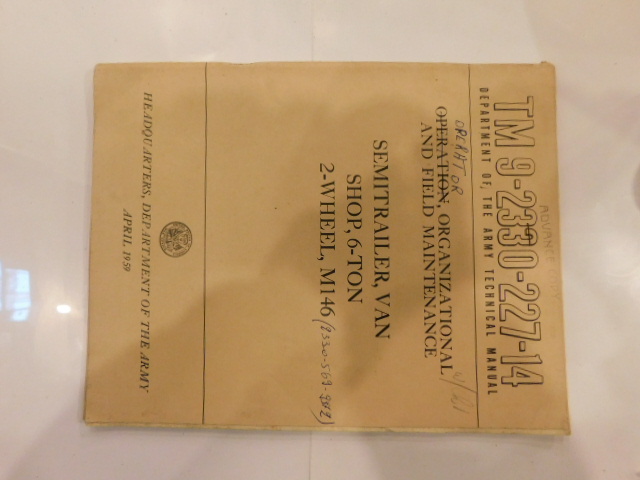 ADVANCE
TM 9-2330-227-14
DEPARTMENT OF THE ARMY TECHNICAL MANUAL
OPERATOR
OPERATION, ORGANIZATIONAL
AND FIELD MAINTENANCE
SEMITRAILER, VAN
SHOP, 6-TON
2-WHEEL, M146
HEADQUARTERS, DEPARTMENT OF THE ARMY
APRIL 1959